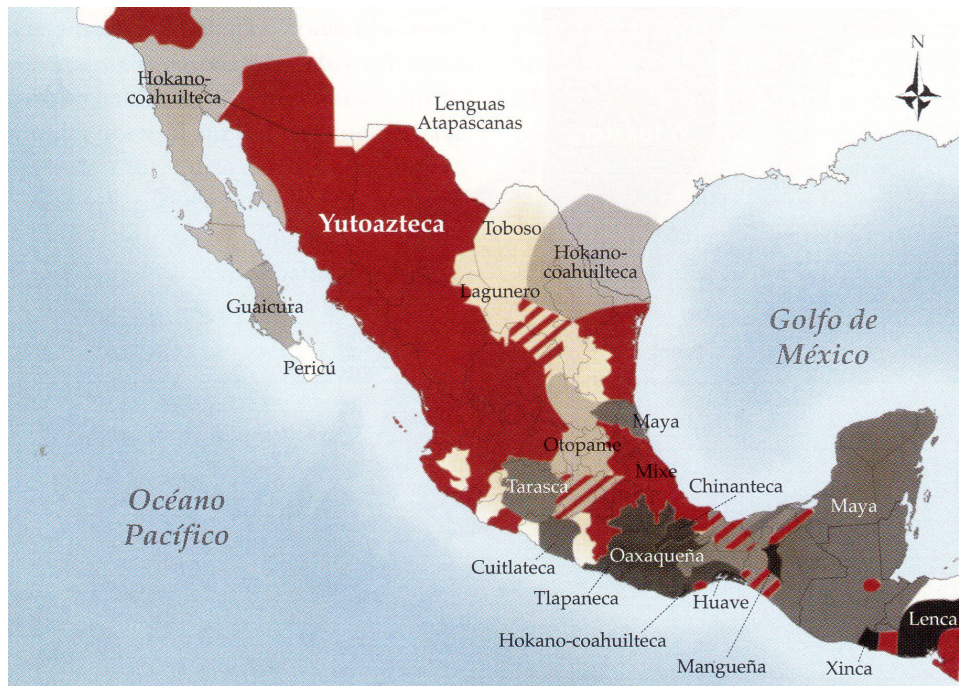 N
Hokano-
coahuilteca
Lenguas
Atapascanas
Yutoazteca
Toboso
Hokano-
coahuilteca
Lagunero
Guaicura
Golfo de
México
Pericú
Maya
Otopame
Mixe
Tarasca
Chinanteca
Maya
Océano
Pacífico
Oaxaqueña
Cuitlateca
Tlapaneca
Huave
Lenca
Hokano-coahuilteca
Mangueña
Xinca